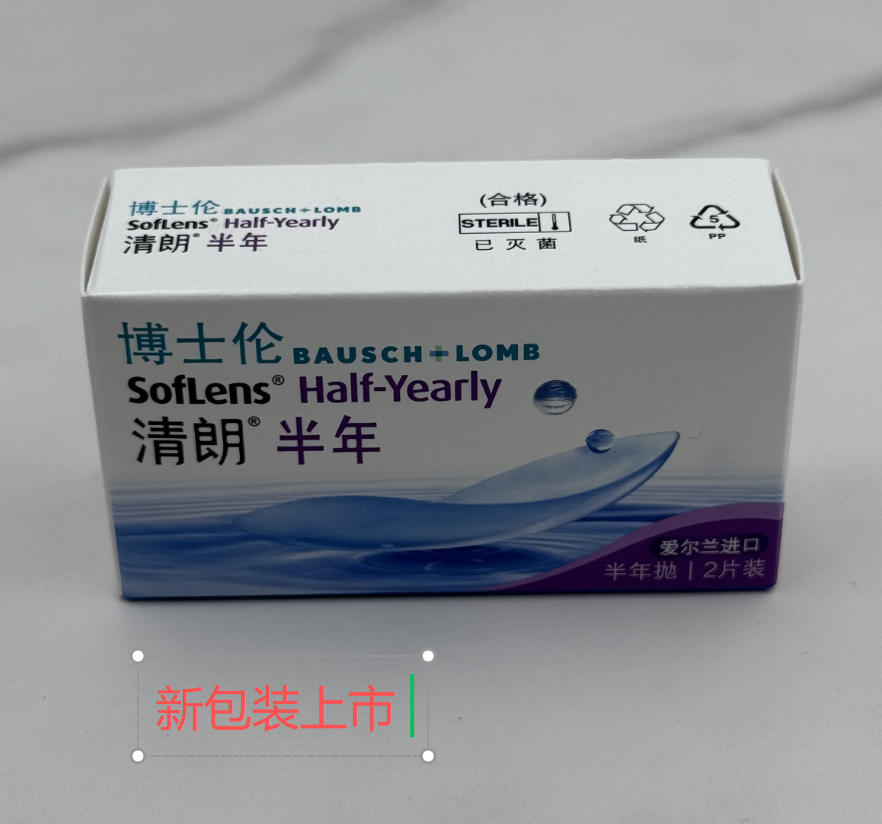 博士伦 BAUSCH + LOMB
SofLens® Half-Yearly
清朗® 半年
(合格)
STERILE
已灭菌
纸
5
PP
博士伦 BAUSCH + LOMB
SofLens® Half-Yearly
清朗® 半年
爱尔兰进口
半年抛 | 2片装
新包装上市